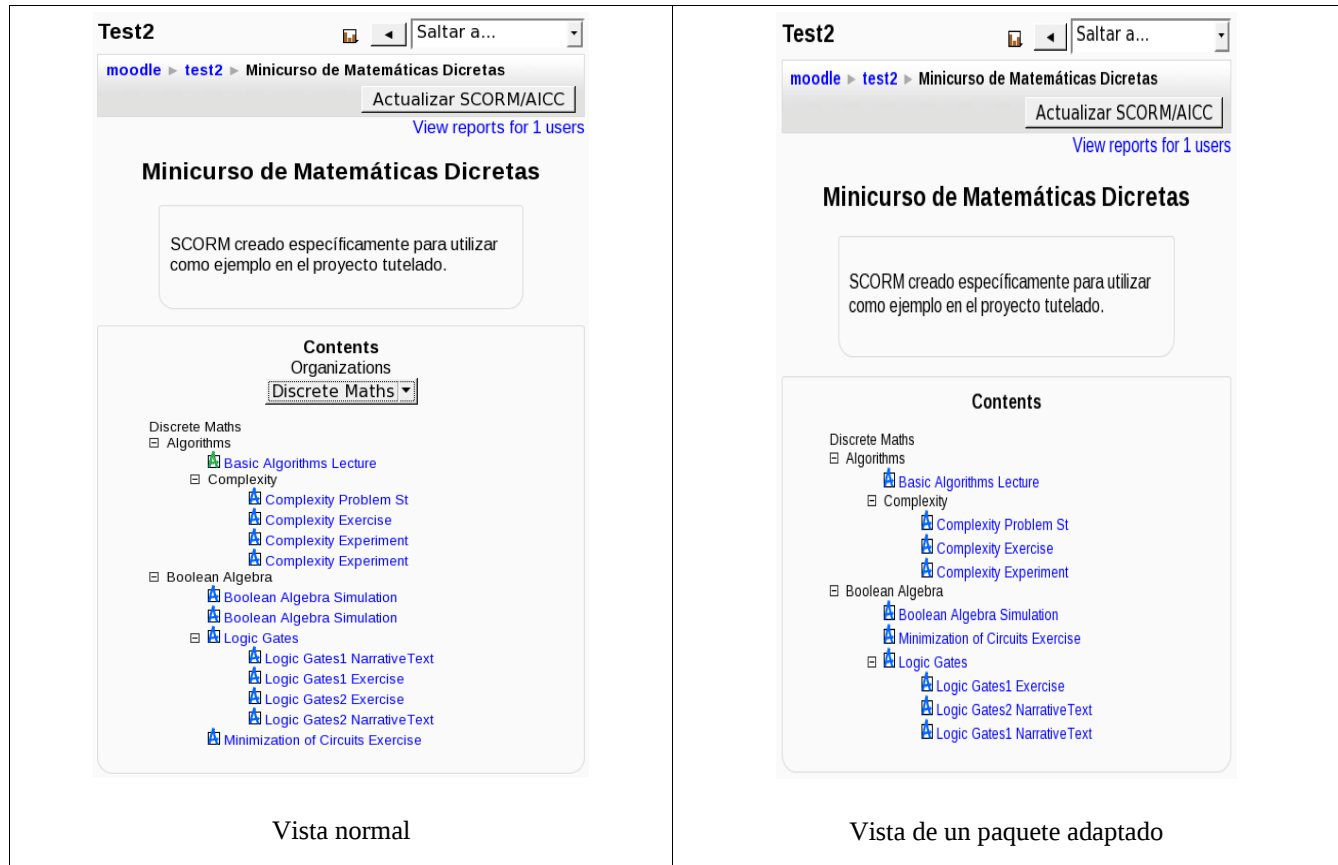 Test2
Saltar a...
moodle ► test2 ► Minicurso de Matemáticas Dicretas
Actualizar SCORM/AICC
View reports for 1 users
Minicurso de Matemáticas Dicretas
SCORM creado específicamente para utilizar
como ejemplo en el proyecto tutelado.
Contents
Organizations
Discrete Maths
Discrete Maths
Algorithms
Basic Algorithms Lecture
Complexity
Complexity Problem St
Complexity Exercise
Complexity Experiment
Complexity Experiment
Boolean Algebra
Boolean Algebra Simulation
Boolean Algebra Simulation
Logic Gates
Logic Gates1 NarrativeText
Logic Gates1 Exercise
Logic Gates2 Exercise
Logic Gates2 NarrativeText
Minimization of Circuits Exercise
Vista normal
Test2
Saltar a...
moodle ► test2 ► Minicurso de Matemáticas Dicretas
Actualizar SCORM/AICC
View reports for 1 users
Minicurso de Matemáticas Dicretas
SCORM creado específicamente para utilizar
como ejemplo en el proyecto tutelado.
Contents
Discrete Maths
Algorithms
Basic Algorithms Lecture
Complexity
Complexity Problem St
Complexity Exercise
Complexity Experiment
Boolean Algebra
Boolean Algebra Simulation
Minimization of Circuits Exercise
Logic Gates
Logic Gates1 Exercise
Logic Gates2 NarrativeText
Logic Gates1 NarrativeText
Vista de un paquete adaptado